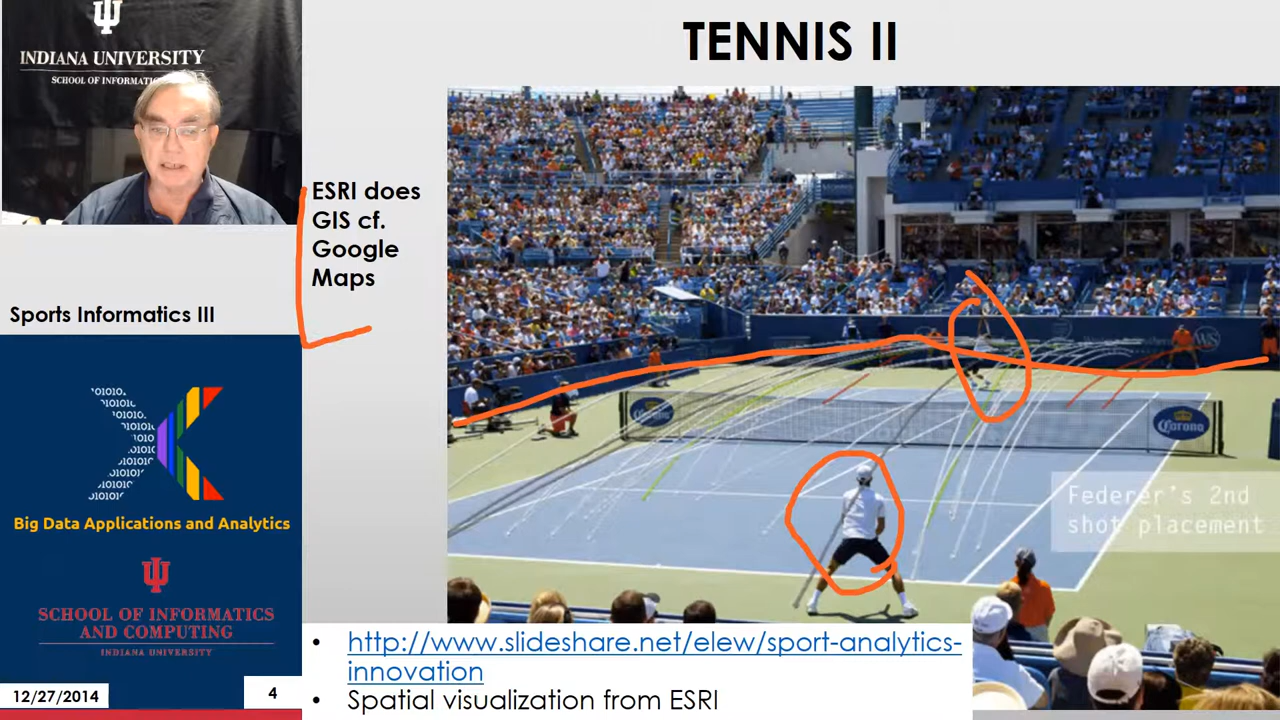 INDIANA UNIVERSITY
TENNIS II
ESRI does
GIS cf.
Google
Maps
Sports Informatics III
Corona
Corona
Federer's 2nd
shot placement
Big Data Applications and Analytics
SCHOOL OF INFORMATICS
AND COMPUTING
INDIANA UNIVERSITY
• http://www.slideshare.net/elew/sport-analytics-
innovation
• Spatial visualization from ESRI
12/27/2014
4